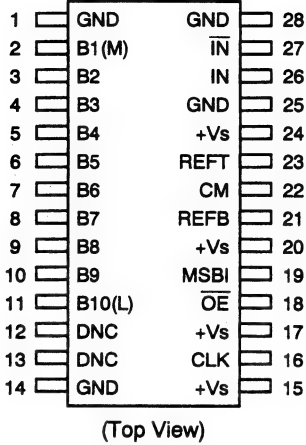 1 GND GND 28
2 B1(M) I̅N̅ 27
3 B2 IN 26
4 B3 GND 25
5 B4 +Vs 24
6 B5 REFT 23
7 B6 CM 22
8 B7 REFB 21
9 B8 +Vs 20
10 B9 MSBI 19
11 B10(L) O̅E̅ 18
12 DNC +Vs 17
13 DNC CLK 16
14 GND +Vs 15
(Top View)